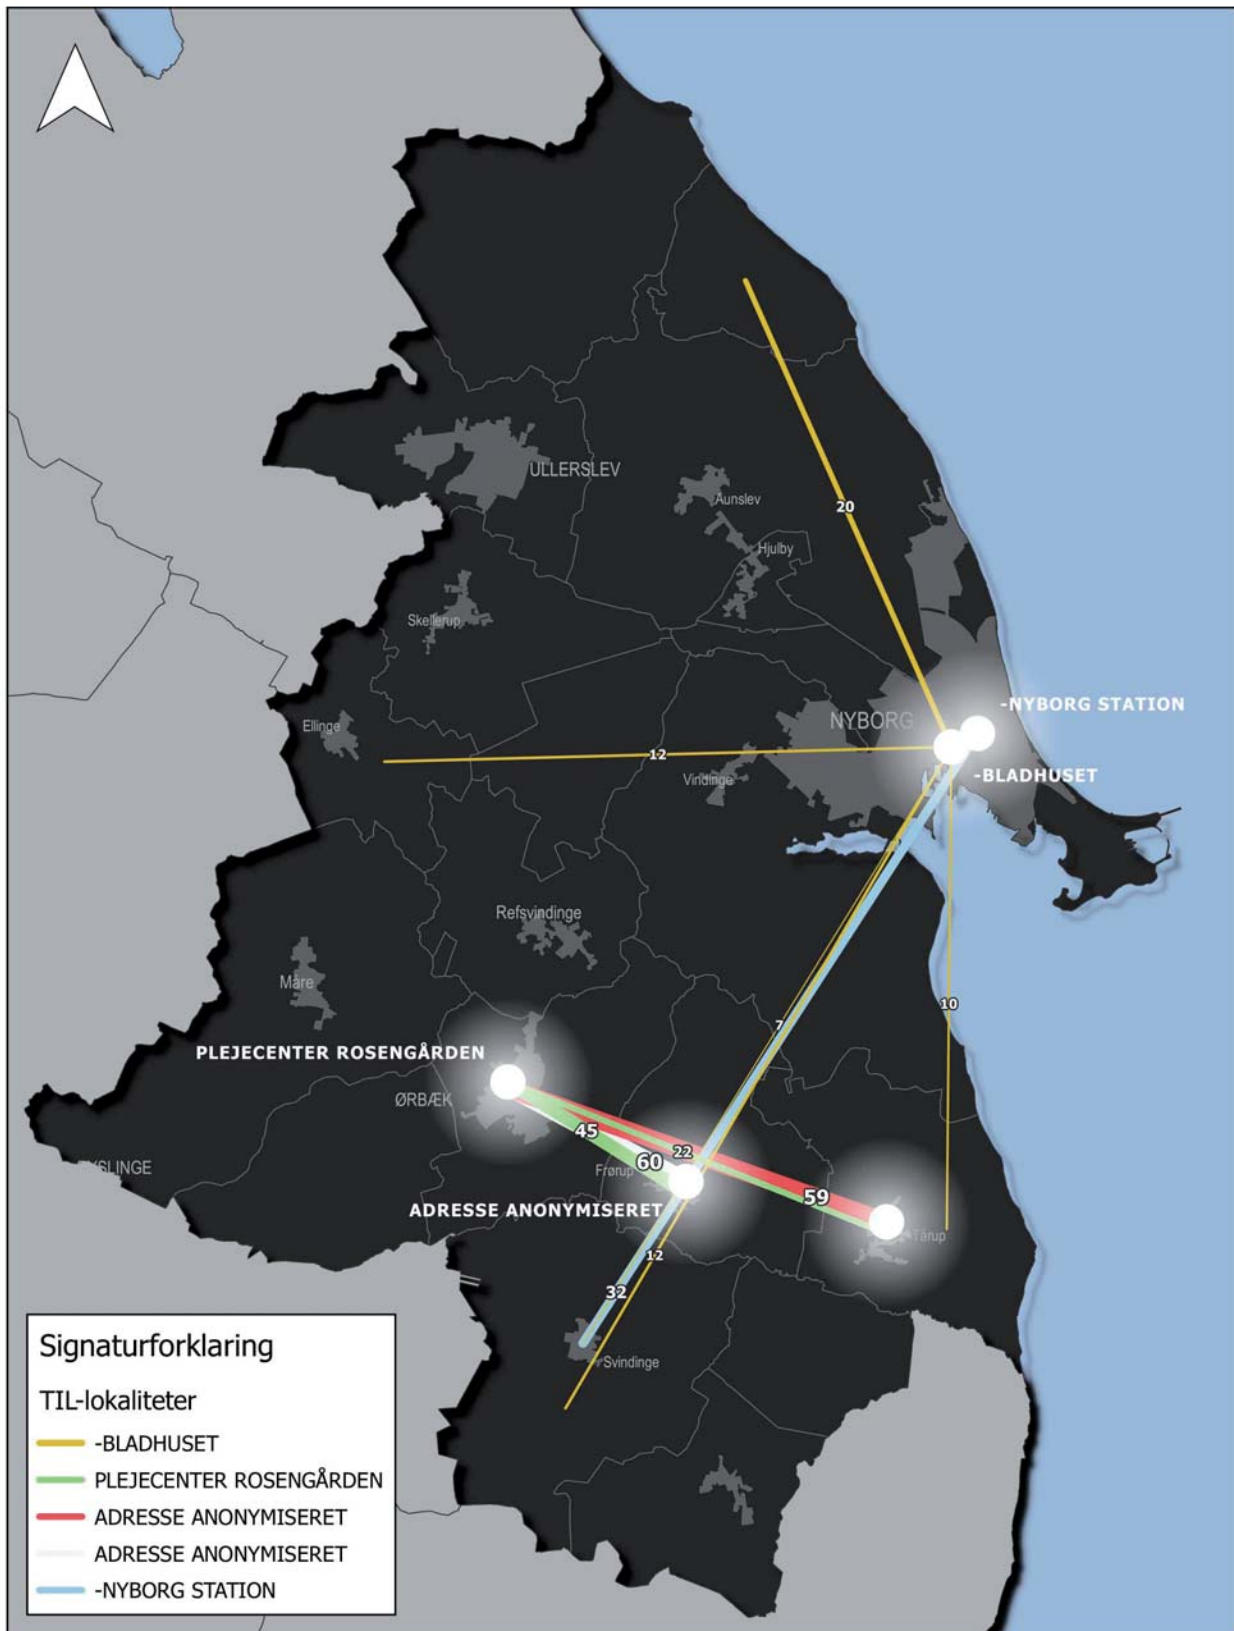 ULLERSLEV
Aunslev
20
Hjulby
Skellerup
-NYBORG STATION
NYBORG
Ellinge
12
Vindinge
-BLADHUSET
Refsvindinge
Måre
10
7
PLEJECENTER ROSENGÅRDEN
ØRBÆK
45
22
60
Frørup
59
ADRESSE ANONYMISERET
Tårup
12
32
Svindinge
Signaturforklaring
TIL-lokaliteter
-BLADHUSET
PLEJECENTER ROSENGÅRDEN
ADRESSE ANONYMISERET
ADRESSE ANONYMISERET
-NYBORG STATION